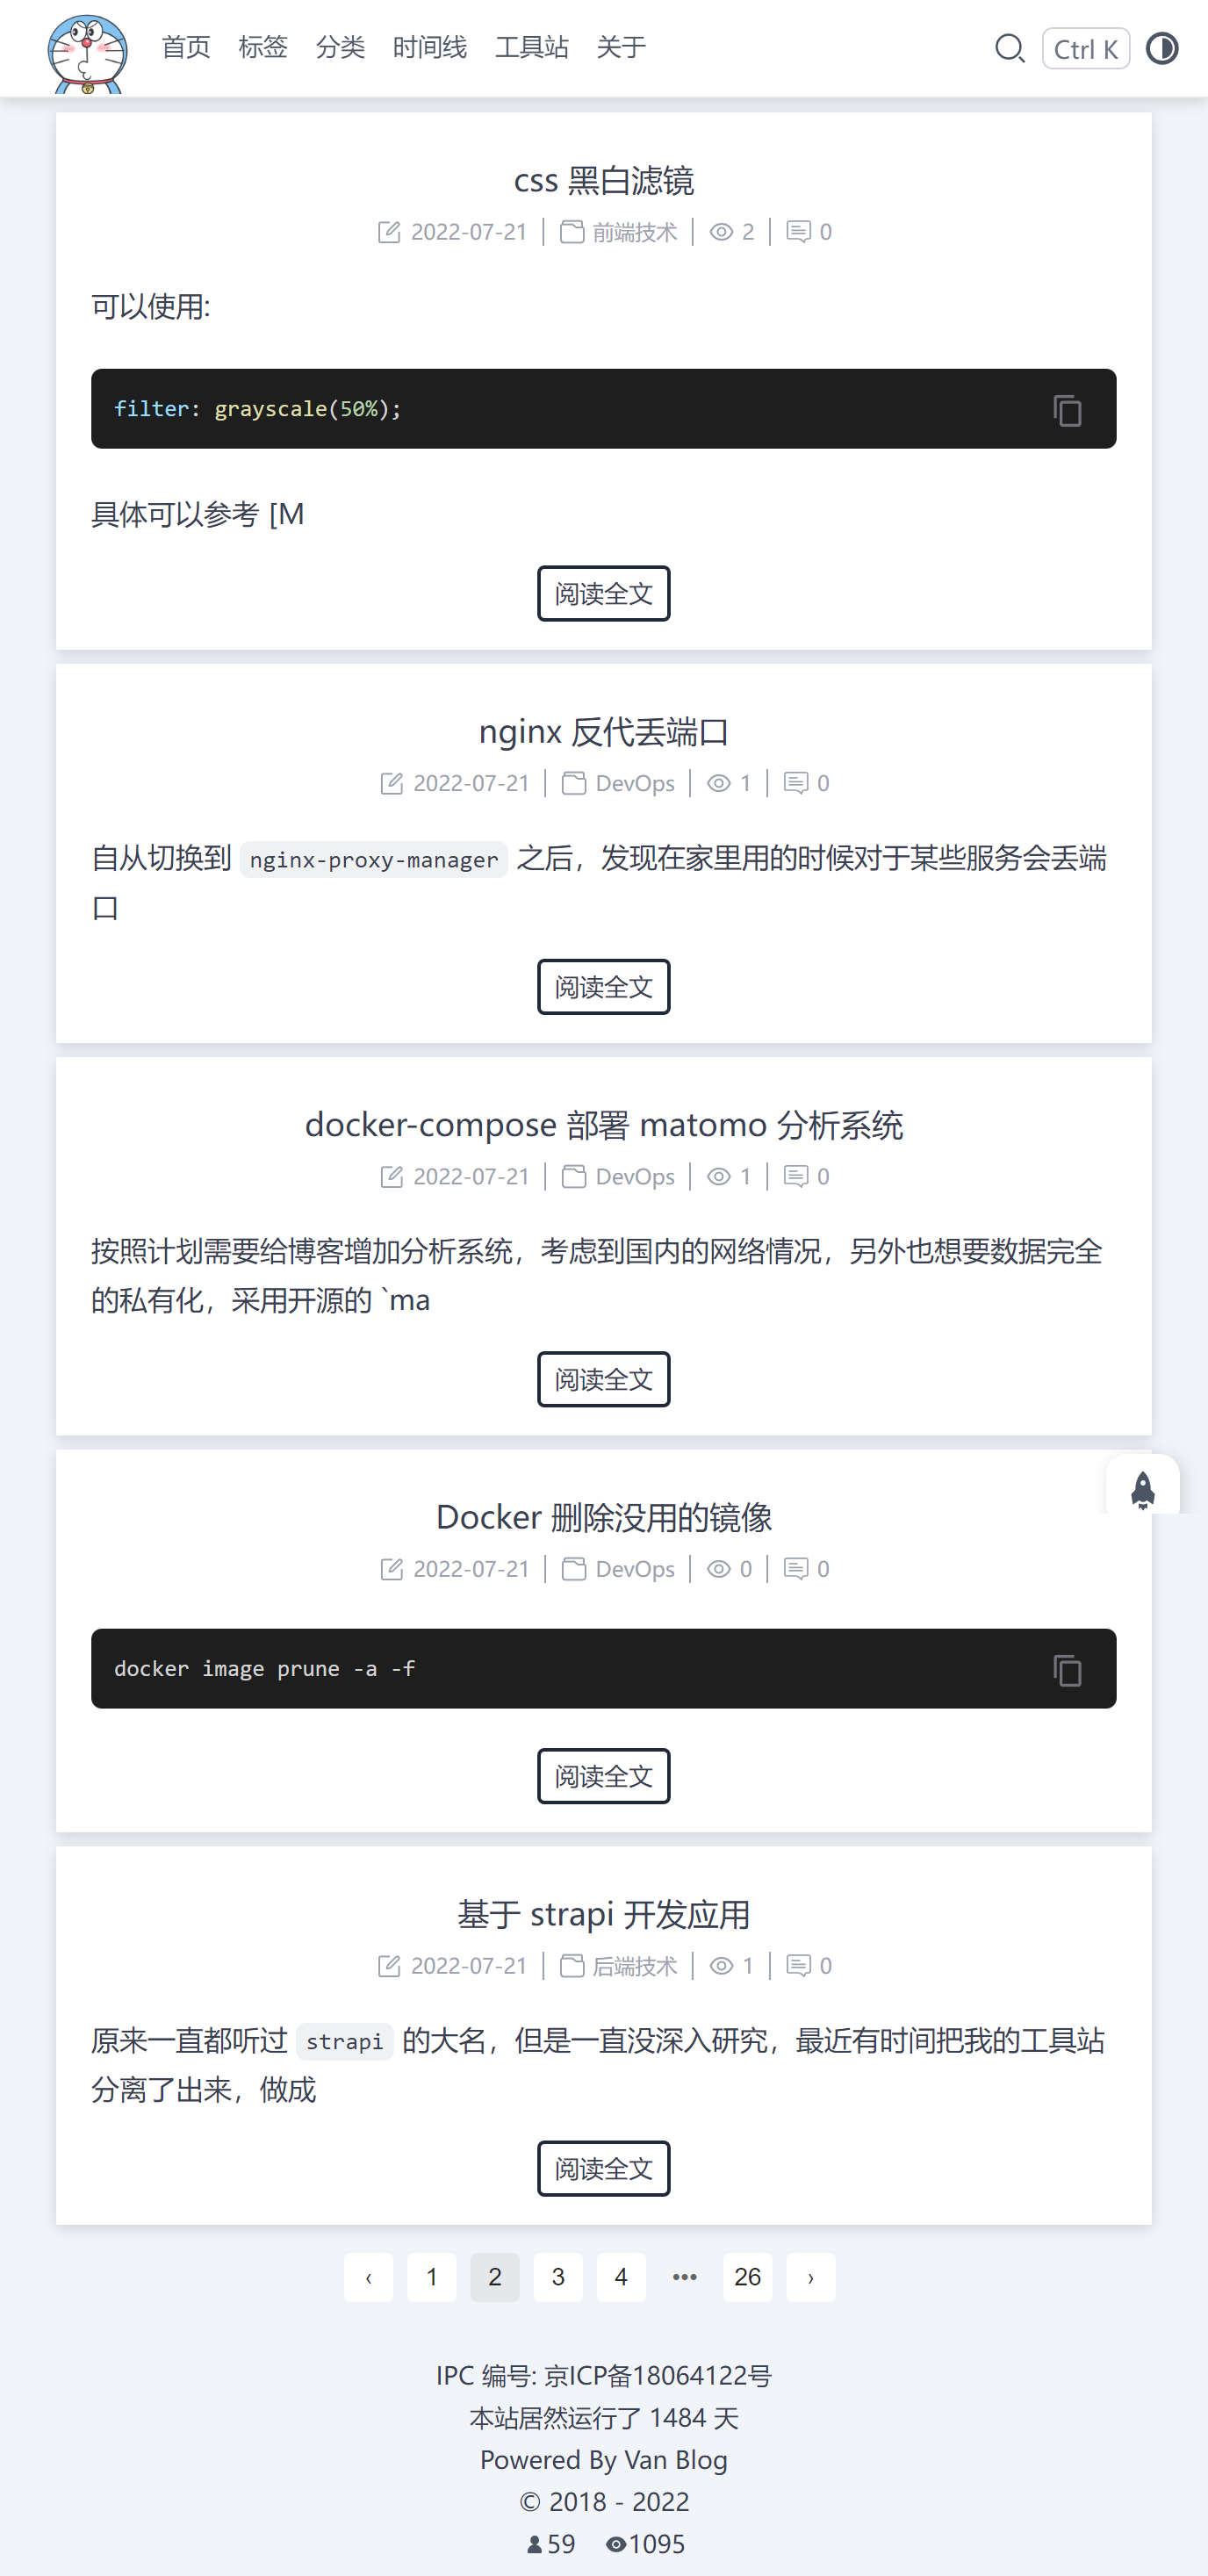 首页 标签 分类 时间线 工具站 关于 Ctrl K
css 黑白滤镜
2022-07-21 前端技术 2 0
可以使用:
filter: grayscale(50%);
具体可以参考 [M
阅读全文
nginx 反代丢端口
2022-07-21 DevOps 1 0
自从切换到 nginx-proxy-manager 之后，发现在家里用的时候对于某些服务会丢端
口
阅读全文
docker-compose 部署 matomo 分析系统
2022-07-21 DevOps 1 0
按照计划需要给博客增加分析系统，考虑到国内的网络情况，另外也想要数据完全
的私有化，采用开源的 `ma
阅读全文
Docker 删除没用的镜像
2022-07-21 DevOps 0 0
docker image prune -a -f
阅读全文
基于 strapi 开发应用
2022-07-21 后端技术 1 0
原来一直都听过 strapi 的大名，但是一直没深入研究，最近有时间把我的工具站
分离了出来，做成
阅读全文
‹ 1 2 3 4 ••• 26 ›
IPC 编号: 京ICP备18064122号
本站居然运行了 1484 天
Powered By Van Blog
© 2018 - 2022
59 1095